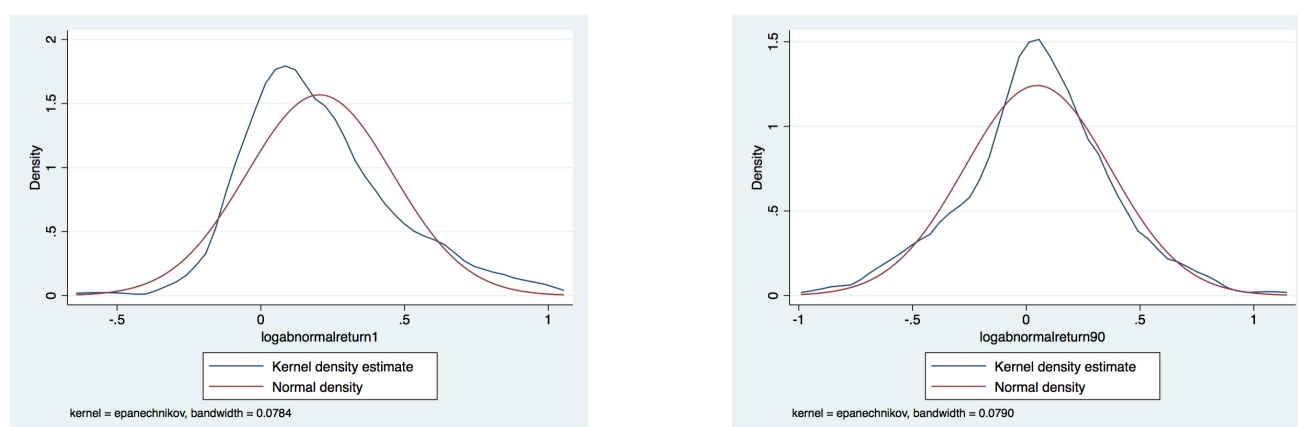 Density
2
1.5
1
.5
0
-.5
0
.5
1
logabnormalreturn1
Kernel density estimate
Normal density
kernel = epanechnikov, bandwidth = 0.0784
Density
1.5
1
.5
0
-1
-.5
0
.5
1
logabnormalreturn90
Kernel density estimate
Normal density
kernel = epanechnikov, bandwidth = 0.0790